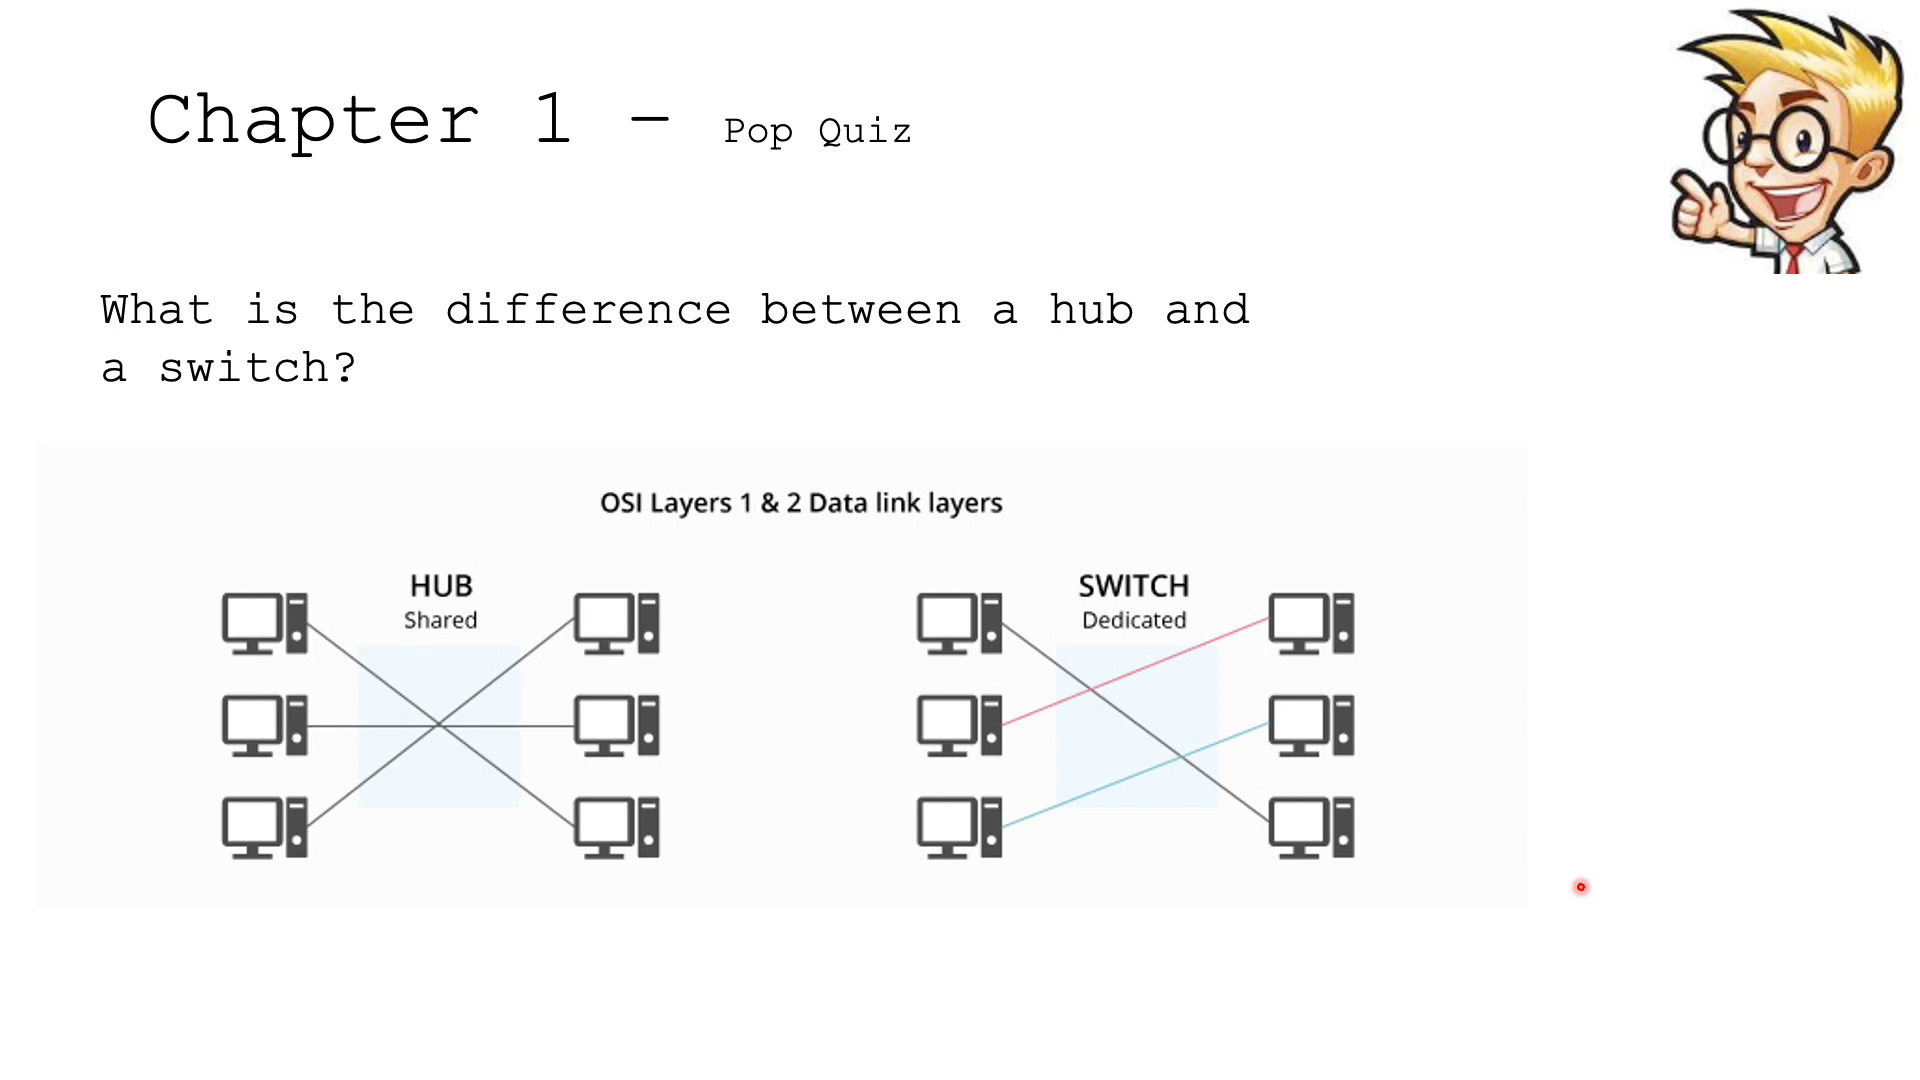 Chapter 1 – Pop Quiz
What is the difference between a hub and
a switch?
OSI Layers 1 & 2 Data link layers
HUB
Shared
SWITCH
Dedicated